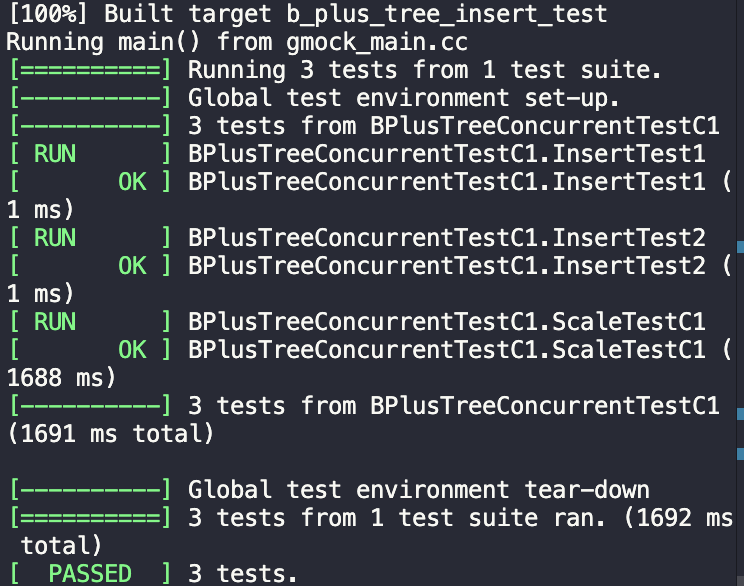 [100%] Built target b_plus_tree_insert_test
Running main() from gmock_main.cc
[==========] Running 3 tests from 1 test suite.
[----------] Global test environment set-up.
[----------] 3 tests from BPlusTreeConcurrentTestC1
[ RUN      ] BPlusTreeConcurrentTestC1.InsertTest1
[       OK ] BPlusTreeConcurrentTestC1.InsertTest1 (
1 ms)
[ RUN      ] BPlusTreeConcurrentTestC1.InsertTest2
[       OK ] BPlusTreeConcurrentTestC1.InsertTest2 (
1 ms)
[ RUN      ] BPlusTreeConcurrentTestC1.ScaleTestC1
[       OK ] BPlusTreeConcurrentTestC1.ScaleTestC1 (
1688 ms)
[----------] 3 tests from BPlusTreeConcurrentTestC1
(1691 ms total)
[----------] Global test environment tear-down
[==========] 3 tests from 1 test suite ran. (1692 ms
 total)
[  PASSED  ] 3 tests.